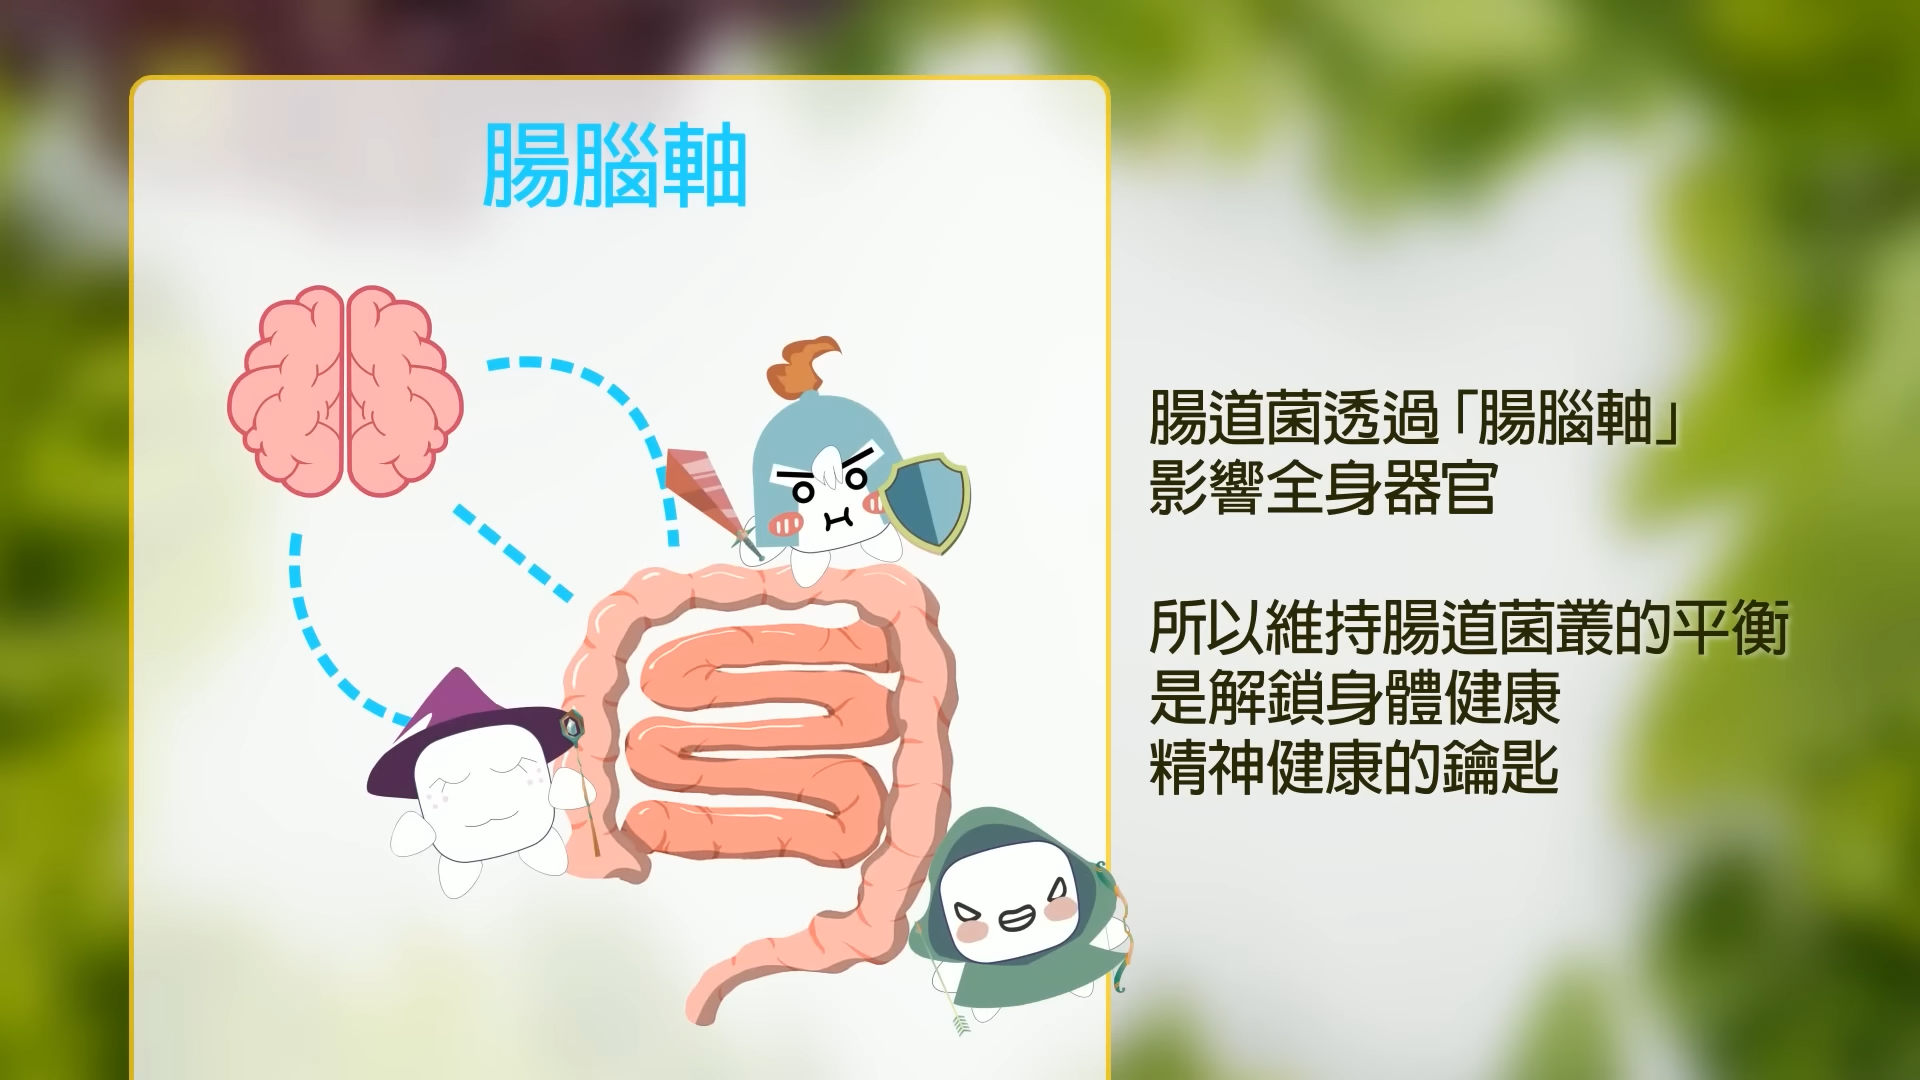 腸腦軸
腸道菌透過「腸腦軸」
影響全身器官
所以維持腸道菌叢的平衡
是解鎖身體健康
精神健康的鑰匙